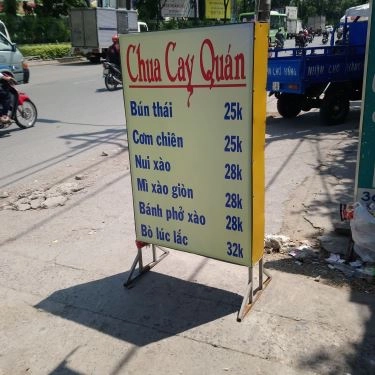 Chua Cay Quán
Bún thái 25k
Cơm chiên 25k
Nui xào 28k
Mì xào giòn 28k
Bánh phở xào 28k
Bò lúc lắc 32k